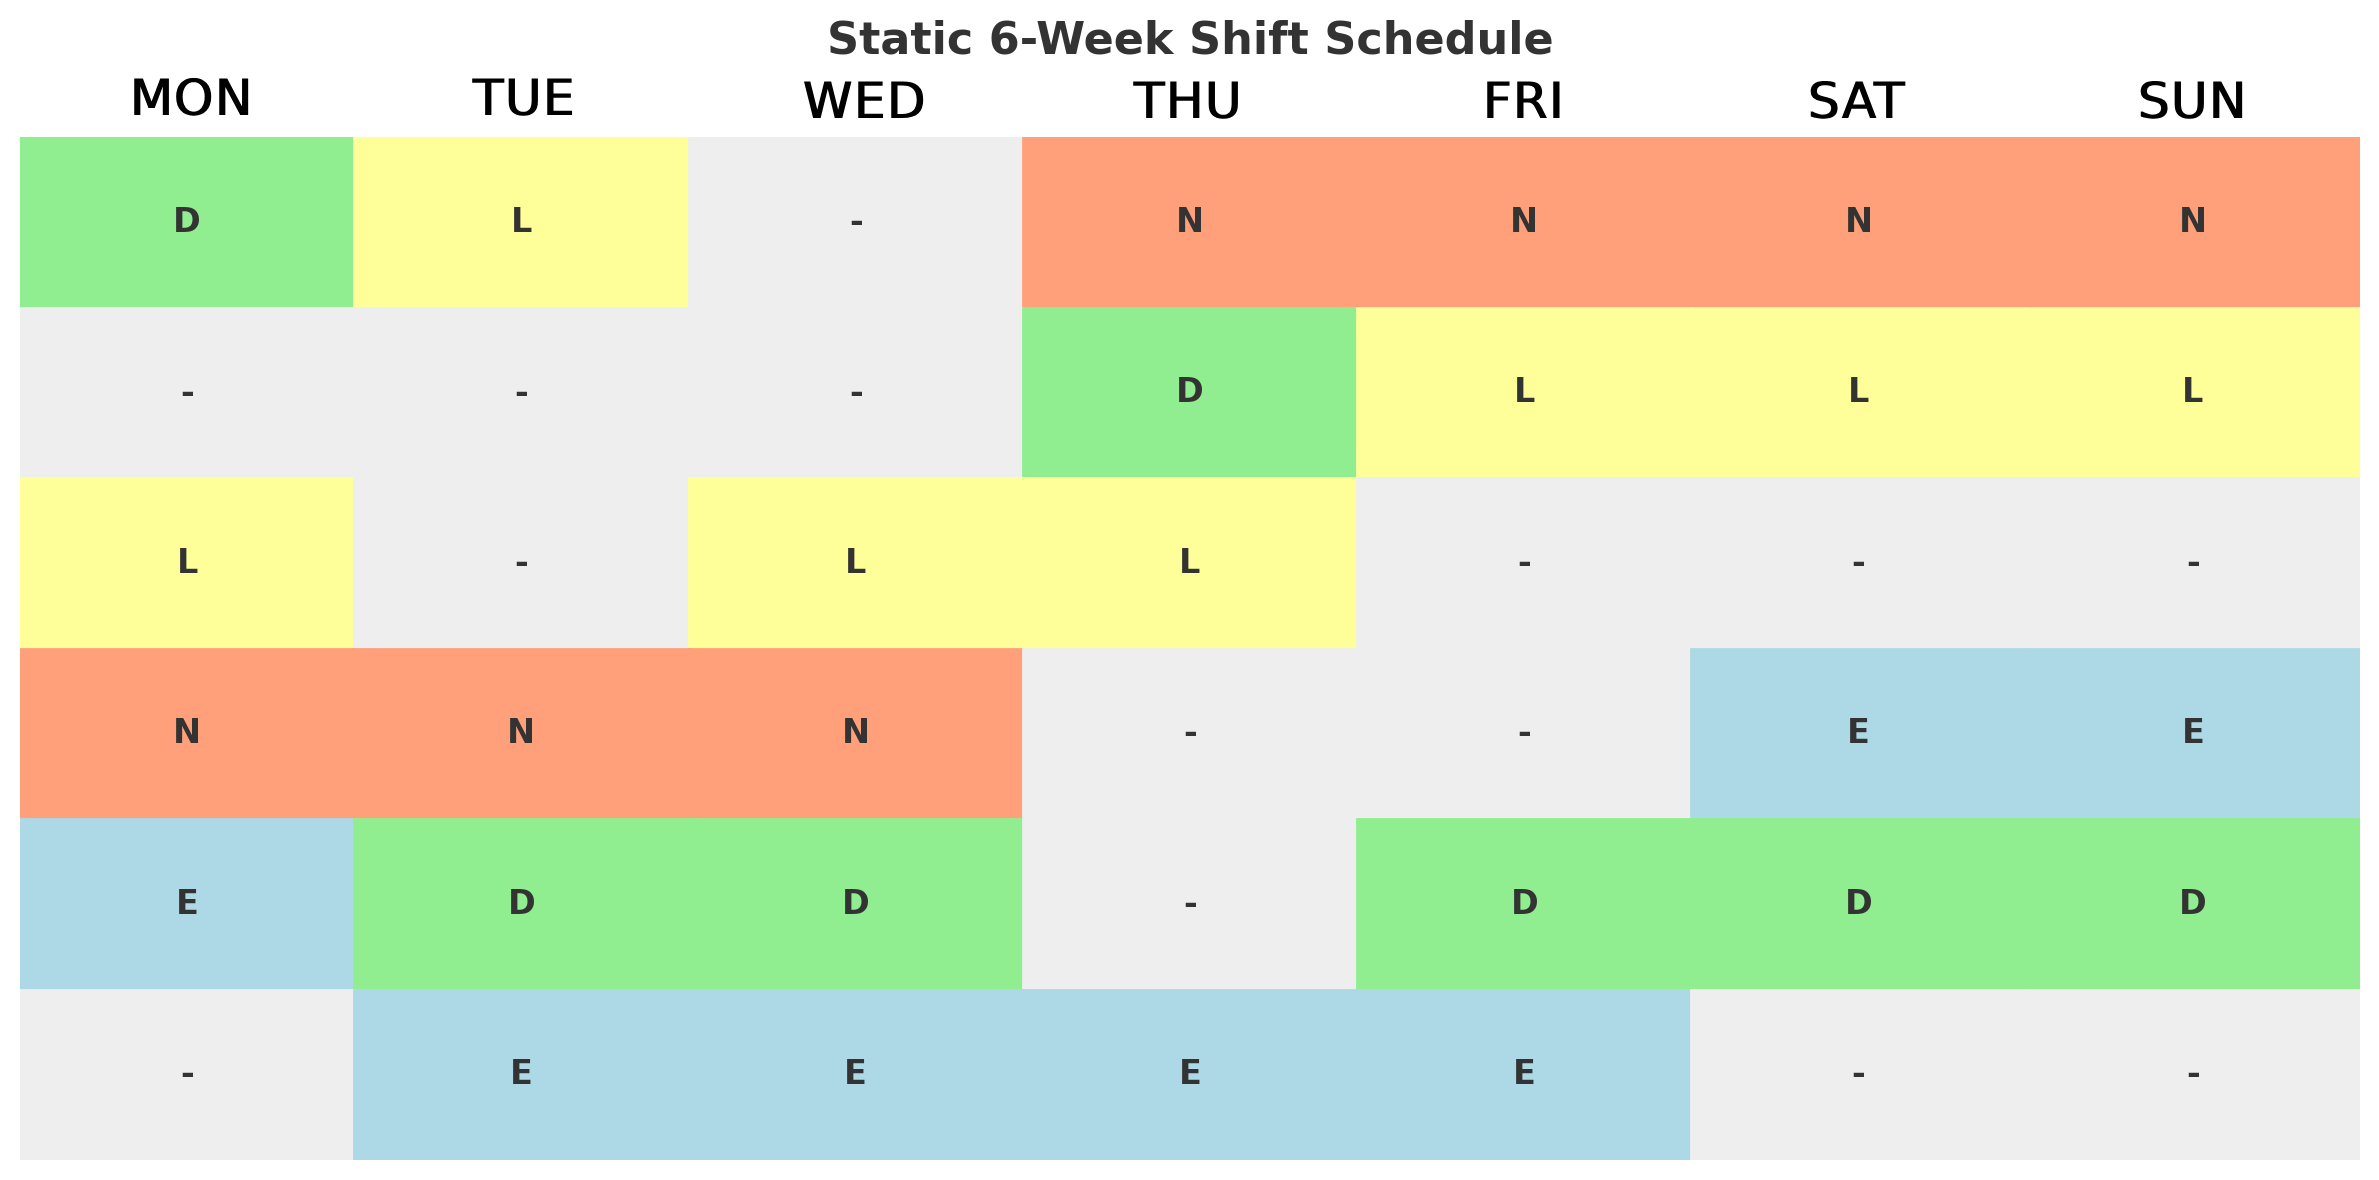 Static 6-Week Shift Schedule
MON TUE WED THU FRI SAT SUN
D L - N N N N
- - - D L L L
L - L L - - -
N N N - - E E
E D D - D D D
- E E E E - -